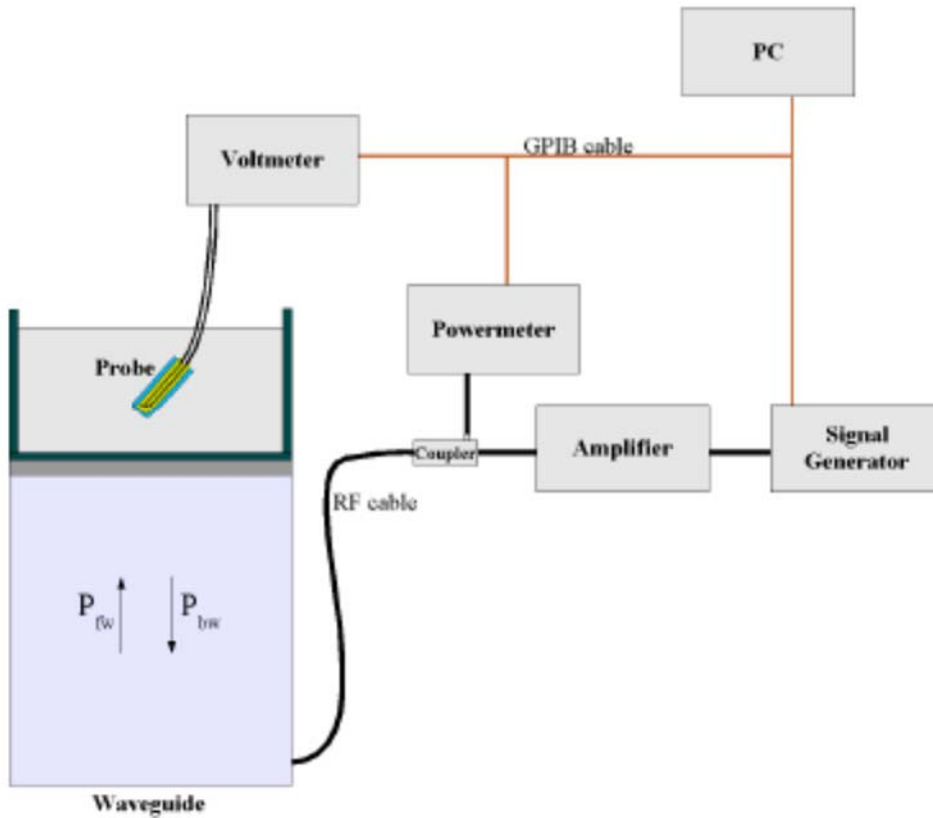 PC
Voltmeter
GPIB cable
Powermeter
Probe
Coupler
Amplifier
Signal
Generator
RF cable
P fw
P bw
Waveguide